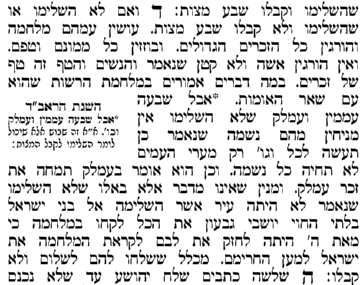 שהשלימו וקבלו שבע מצות: ד ואם לא השלימו או
שהשלימו ולא קבלו שבע מצות. עושין עמהם מלחמה
והורגין כל הזכרים הגדולים. ובוזזין כל ממונם וטפם.
ואין הורגין אשה ולא קטן שנאמר והנשים והטף זה טף
של זכרים. במה דברים אמורים במלחמת הרשות שהוא
עם שאר האומות. *אבל שבעה
עממין ועמלק שלא השלימו אין
מניחין מהם נשמה שנאמר כן
תעשה לכל וגו' רק מערי העמים
לא תחיה כל נשמה. וכן הוא אומר בעמלק תמחה את
זכר עמלק. ומנין שאינו מדבר אלא באלו שלא השלימו
שנאמר לא היתה עיר אשר השלימה אל בני ישראל
בלתי החוי יושבי גבעון את הכל לקחו במלחמה כי
מאת ה' היתה לחזק את לבם לקראת המלחמה את
ישראל למען החרימם. מכלל ששלחו להם לשלום ולא
קבלו: ה שלשה כתבים שלח יהושע עד שלא נכנס
השגת הראב"ד
*אבל שבעה עממין ועמלק
וכו'. א"א זה שבוש אלא שיכול
לומר השלימו לקבל המצות: